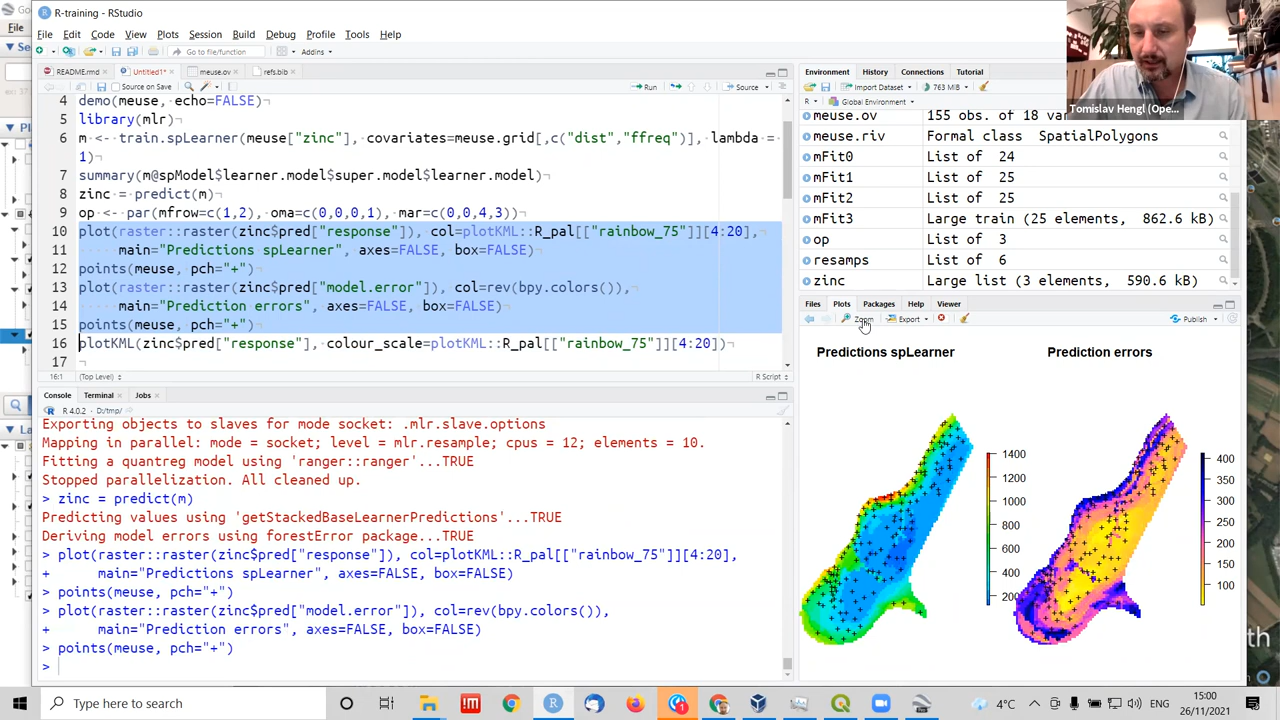 R-training - RStudio
File Edit Code View Plots Session Build Debug Profile Tools Help
Go to file/function
Addins
README.rmd
Untitled1*
meuse.ov
refs.bib
Source on Save
Run
Source
4 demo(meuse, echo=FALSE)
5 library(mlr)
6 m <- train.spLearner(meuse["zinc"], covariates=meuse.grid[,c("dist","ffreq")], lambda =
1)
7 summary(m@spModel$learner.model$super.model$learner.model)
8 zinc = predict(m)
9 op <- par(mfrow=c(1,2), oma=c(0,0,0,1), mar=c(0,0,4,3))
10 plot(raster::raster(zinc$pred["response"]), col=plotKML::R_pal[["rainbow_75"]][4:20],
11 main="Predictions spLearner", axes=FALSE, box=FALSE)
12 points(meuse, pch="+")
13 plot(raster::raster(zinc$pred["model.error"]), col=rev(bpy.colors()),
14 main="Prediction errors", axes=FALSE, box=FALSE)
15 points(meuse, pch="+")
16 plotKML(zinc$pred["response"], colour_scale=plotKML::R_pal[["rainbow_75"]][4:20])
17
16:1 (Top Level)
R Script
Console Terminal Jobs
R 4.0.2 · D:/tmp/
Exporting objects to slaves for mode socket: .mlr.slave.options
Mapping in parallel: mode = socket; level = mlr.resample; cpus = 12; elements = 10.
Fitting a quantreg model using 'ranger::ranger'...TRUE
Stopped parallelization. All cleaned up.
> zinc = predict(m)
Predicting values using 'getStackedBaseLearnerPredictions'...TRUE
Deriving model errors using forestError package...TRUE
> plot(raster::raster(zinc$pred["response"]), col=plotKML::R_pal[["rainbow_75"]][4:20],
+ main="Predictions spLearner", axes=FALSE, box=FALSE)
> points(meuse, pch="+")
> plot(raster::raster(zinc$pred["model.error"]), col=rev(bpy.colors()),
+ main="Prediction errors", axes=FALSE, box=FALSE)
> points(meuse, pch="+")
>
Environment History Connections Tutorial
Import Dataset
763 MiB
R
Global Environment
meuse.ov 155 obs. of 18 var
meuse.riv Formal class SpatialPolygons
mFit0 List of 24
mFit1 List of 25
mFit2 List of 25
mFit3 Large train (25 elements, 862.6 kB)
op List of 3
resamps List of 6
zinc Large list (3 elements, 590.6 kB)
Files Plots Packages Help Viewer
Zoom
Export
Publish
Predictions spLearner
Prediction errors
1400
1200
1000
800
600
400
200
400
300
200
100
Tomislav Hengl (Ope...
th
Type here to search
4°C
ENG
15:00
26/11/2021